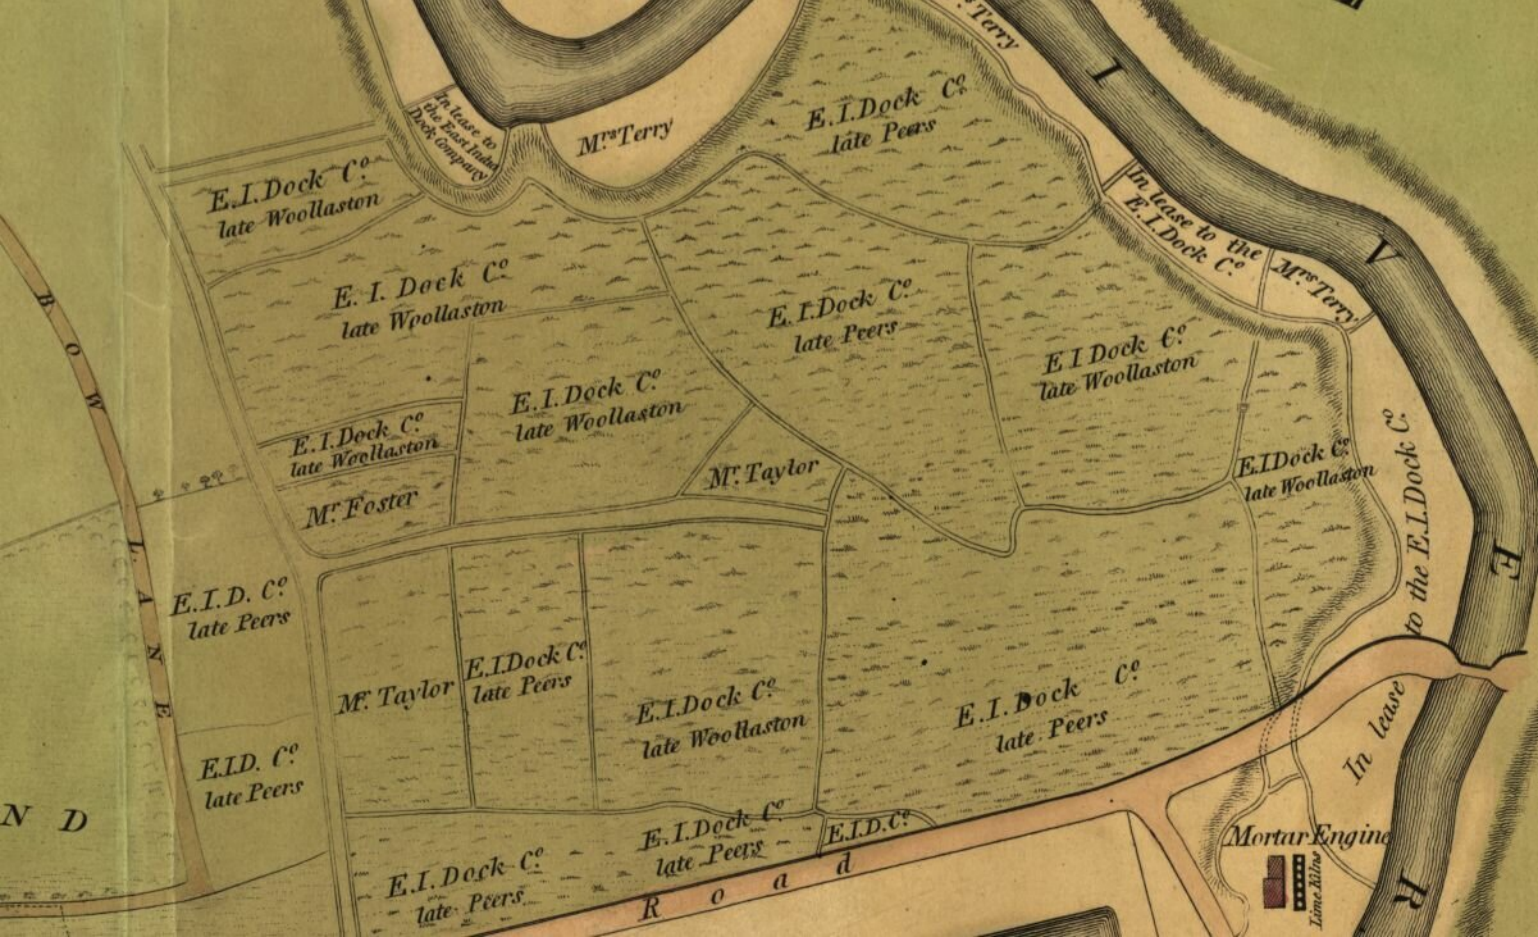 rs Terry
I
V
E
R
In lease to
the East India
Dock Company
Mrs Terry
E.I.Dock Co.
late Peers
E.I.Dock Co.
late Woollaston
In lease to the
E.I.Dock Co.
Mrs Terry
E. I. Dock Co.
late Woollaston
E.I.Dock Co.
late Peers
E I Dock Co.
late Woollaston
E.I.Dock Co.
late Woollaston
E.I.Dock Co.
late Woollaston
Mr. Taylor
E.I.Dock Co.
late Woollaston
Mr. Foster
BOW LANE
E.I.D. Co.
late Peers
Mr. Taylor
E.I.Dock Co.
late Peers
E.I.Dock Co.
late Woollaston
E.I.Dock Co.
late Peers
In lease to the E.I.Dock Co.
E.I.D. Co.
late Peers
ND
E.I.Dock Co.
late Peers
E.I.D.Co.
E.I.Dock Co.
late Peers
Road
Mortar Engine
Lime Kilns